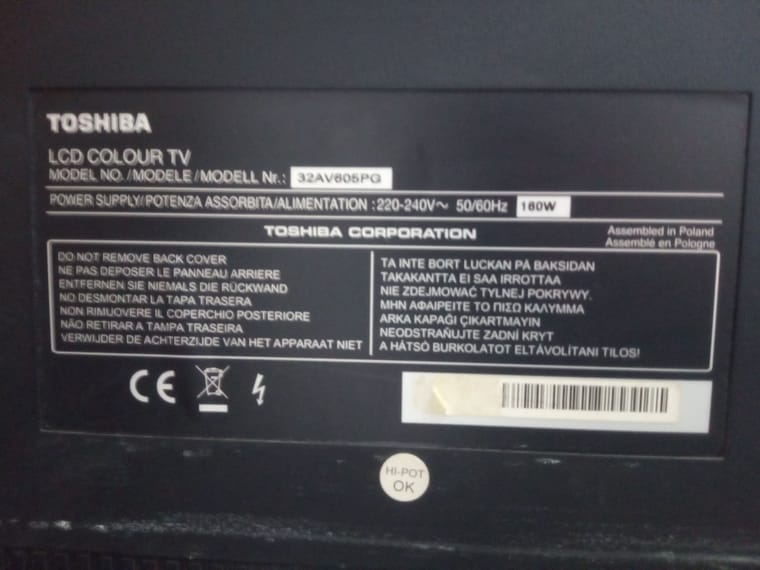 TOSHIBA
LCD COLOUR TV
MODEL NO./MODELE/MODELL Nr.: 32AV605PG
POWER SUPPLY/POTENZA ASSORBITA/ALIMENTATION :220-240V~ 50/60Hz 160W
TOSHIBA CORPORATION
Assembled in Poland
Assemblé en Pologne
DO NOT REMOVE BACK COVER
NE PAS DEPOSER LE PANNEAU ARRIERE
ENTFERNEN SIE NIEMALS DIE RÜCKWAND
NO DESMONTAR LA TAPA TRASERA
NON RIMUOVERE IL COPERCHIO POSTERIORE
NÃO RETIRAR A TAMPA TRASEIRA
VERWIJDER DE ACHTERZIJDE VAN HET APPARAAT NIET
TA INTE BORT LUCKAN PÅ BAKSIDAN
TAKAKANTTA EI SAA IRROTTAA
NIE ZDEJMOWAĆ TYLNEJ POKRYWY.
ΜΗΝ ΑΦΑΙΡΕΙΤΕ ΤΟ ΠΙΣΩ ΚΑΛΥΜΜΑ
ARKA KAPAĞI ÇIKARTMAYIN
NEODSTRAŇUJTE ZADNÍ KRYT
A HÁTSÓ BURKOLATOT ELTÁVOLÍTANI TILOS!
CE
HI-POT
OK